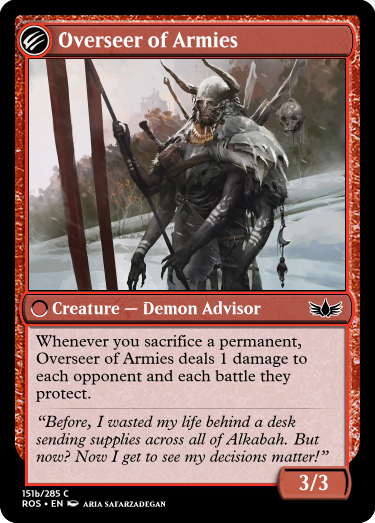 Overseer of Armies
Creature — Demon Advisor
Whenever you sacrifice a permanent,
Overseer of Armies deals 1 damage to
each opponent and each battle they
protect.
“Before, I wasted my life behind a desk
sending supplies across all of Alkabah. But
now? Now I get to see my decisions matter!”
3/3
151b/285 C
ROS • EN ARIA SAFARZADEGAN